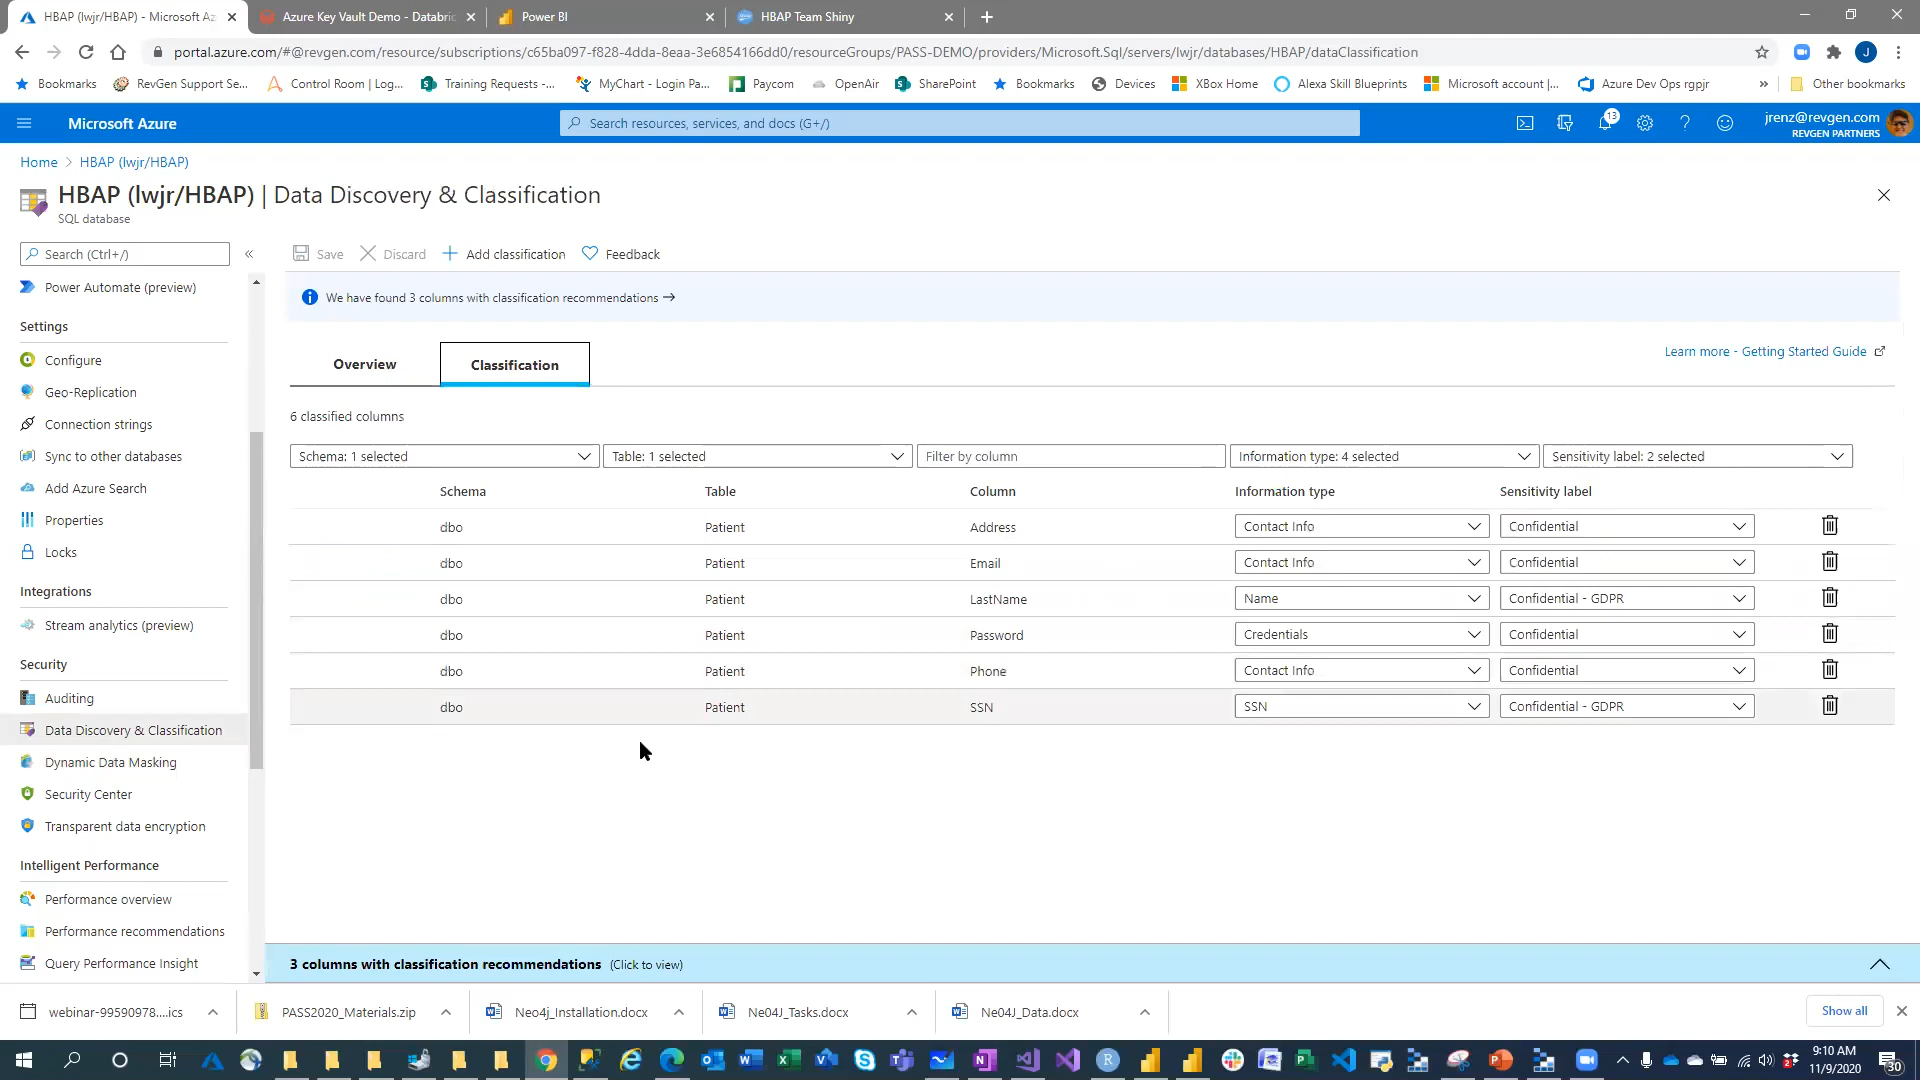 HBAP (lwjr/HBAP) - Microsoft Az
Azure Key Vault Demo - Databric
Power BI
HBAP Team Shiny
portal.azure.com/#@revgen.com/resource/subscriptions/c65ba097-f828-4dda-8eaa-3e6854166dd0/resourceGroups/PASS-DEMO/providers/Microsoft.Sql/servers/lwjr/databases/HBAP/dataClassification
J
Bookmarks
RevGen Support Se...
Control Room | Log...
Training Requests -...
MyChart - Login Pa...
Paycom
OpenAir
SharePoint
Bookmarks
Devices
XBox Home
Alexa Skill Blueprints
Microsoft account |...
Azure Dev Ops rgpjr
Other bookmarks
Microsoft Azure
Search resources, services, and docs (G+/)
13
jrenz@revgen.com
REVGEN PARTNERS
Home > HBAP (lwjr/HBAP)
HBAP (lwjr/HBAP) | Data Discovery & Classification
SQL database
Search (Ctrl+/)
Save
Discard
Add classification
Feedback
We have found 3 columns with classification recommendations →
Power Automate (preview)
Settings
Configure
Geo-Replication
Connection strings
Sync to other databases
Add Azure Search
Properties
Locks
Integrations
Stream analytics (preview)
Security
Auditing
Data Discovery & Classification
Dynamic Data Masking
Security Center
Transparent data encryption
Intelligent Performance
Performance overview
Performance recommendations
Query Performance Insight
Overview
Classification
Learn more - Getting Started Guide
6 classified columns
Schema: 1 selected
Table: 1 selected
Filter by column
Information type: 4 selected
Sensitivity label: 2 selected
Schema Table Column Information type Sensitivity label
dbo Patient Address Contact Info Confidential
dbo Patient Email Contact Info Confidential
dbo Patient LastName Name Confidential - GDPR
dbo Patient Password Credentials Confidential
dbo Patient Phone Contact Info Confidential
dbo Patient SSN SSN Confidential - GDPR
3 columns with classification recommendations (Click to view)
webinar-99590978....ics
PASS2020_Materials.zip
Neo4j_Installation.docx
Ne04J_Tasks.docx
Ne04J_Data.docx
Show all
9:10 AM
11/9/2020
30